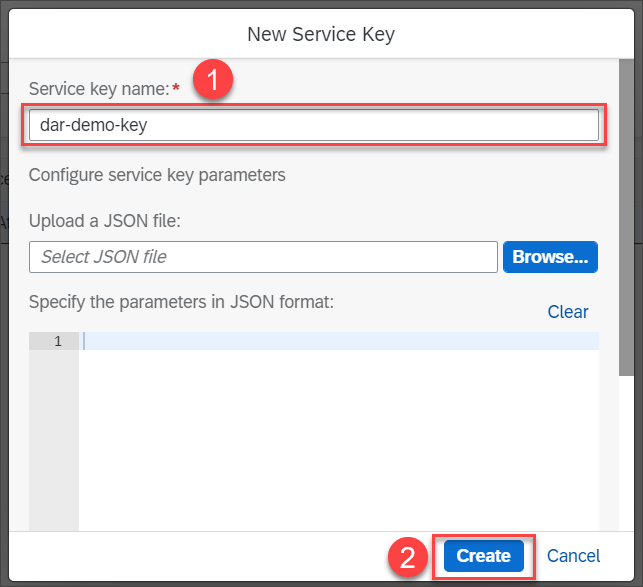 New Service Key
Service key name:* 1
dar-demo-key
Configure service key parameters
Upload a JSON file:
Select JSON file Browse...
Specify the parameters in JSON format:
Clear
1
2 Create Cancel